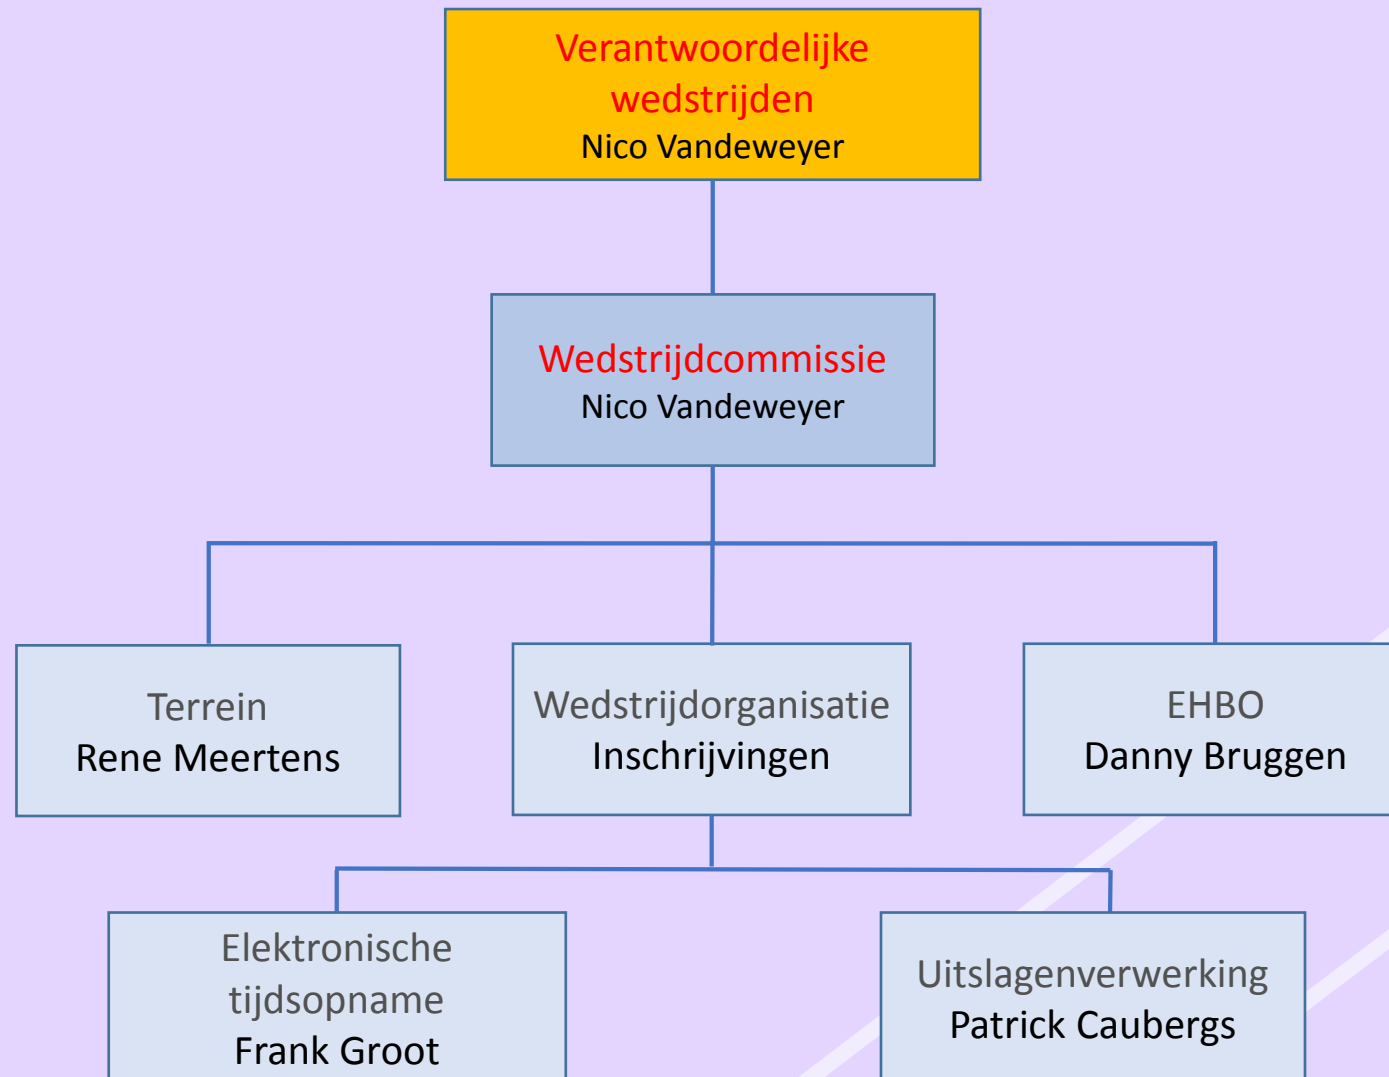 Verantwoordelijke
wedstrijden
Nico Vandeweyer
Wedstrijdcommissie
Nico Vandeweyer
Terrein
Rene Meertens
Wedstrijdorganisatie
Inschrijvingen
EHBO
Danny Bruggen
Elektronische
tijdsopname
Frank Groot
Uitslagenverwerking
Patrick Caubergs